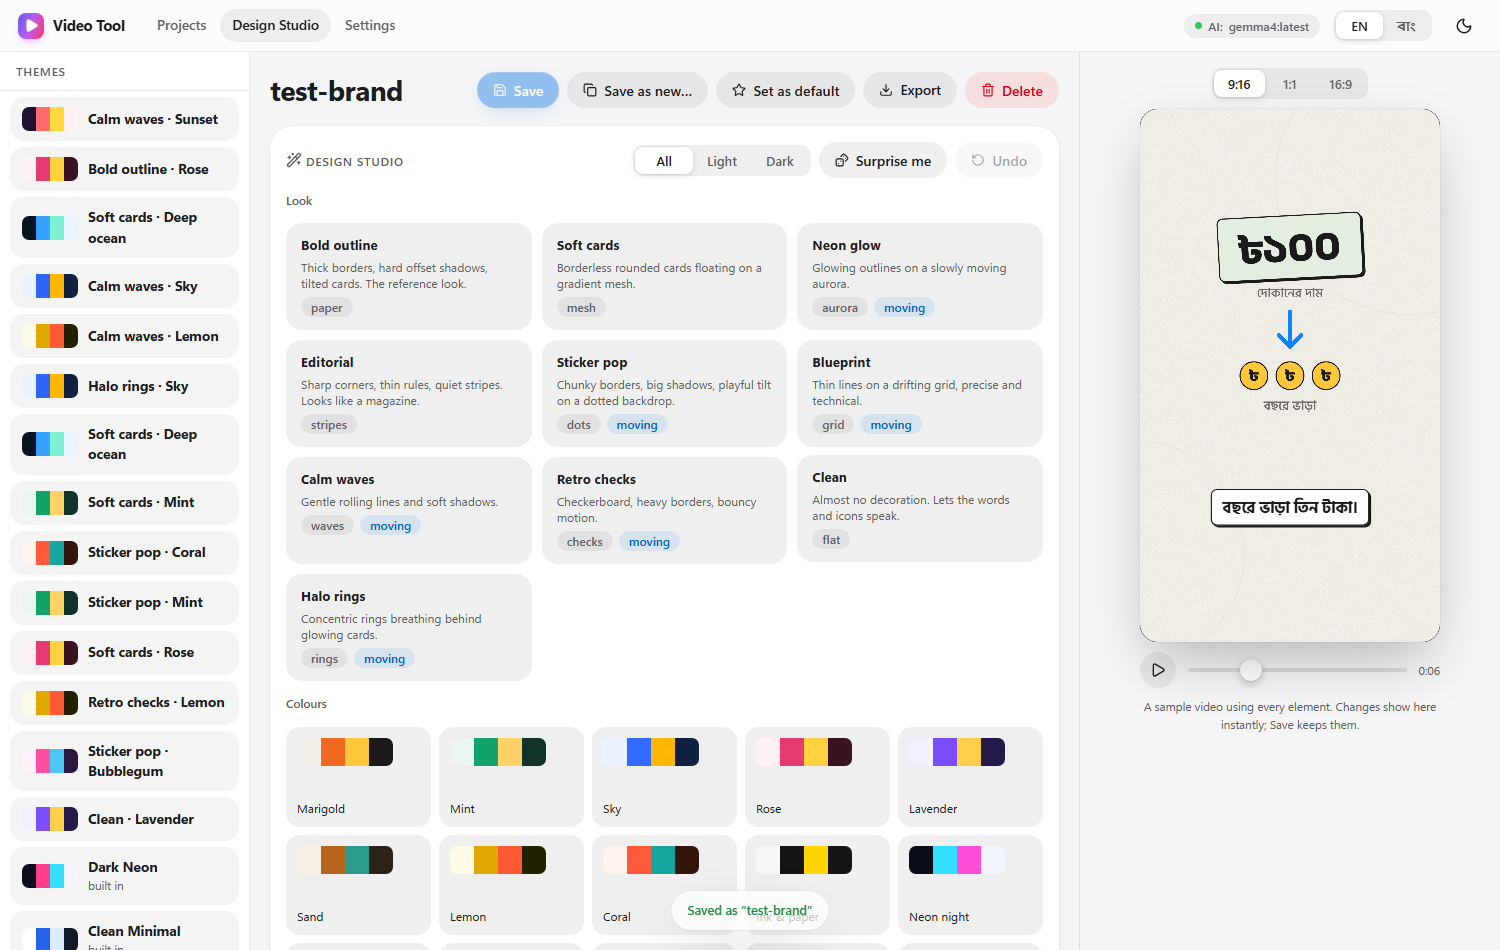 Video Tool
Projects
Design Studio
Settings
AI: gemma4:latest
EN
বাং
THEMES
Calm waves · Sunset
Bold outline · Rose
Soft cards · Deep
ocean
Calm waves · Sky
Calm waves · Lemon
Halo rings · Sky
Soft cards · Deep
ocean
Soft cards · Mint
Sticker pop · Coral
Sticker pop · Mint
Soft cards · Rose
Retro checks · Lemon
Sticker pop ·
Bubblegum
Clean · Lavender
Dark Neon
built in
Clean Minimal
built in
test-brand
Save
Save as new...
Set as default
Export
Delete
DESIGN STUDIO
All
Light
Dark
Surprise me
Undo
Look
Bold outline
Thick borders, hard offset shadows,
tilted cards. The reference look.
paper
Soft cards
Borderless rounded cards floating on a
gradient mesh.
mesh
Neon glow
Glowing outlines on a slowly moving
aurora.
aurora
moving
Editorial
Sharp corners, thin rules, quiet stripes.
Looks like a magazine.
stripes
Sticker pop
Chunky borders, big shadows, playful tilt
on a dotted backdrop.
dots
moving
Blueprint
Thin lines on a drifting grid, precise and
technical.
grid
moving
Calm waves
Gentle rolling lines and soft shadows.
waves
moving
Retro checks
Checkerboard, heavy borders, bouncy
motion.
checks
moving
Clean
Almost no decoration. Lets the words
and icons speak.
flat
Halo rings
Concentric rings breathing behind
glowing cards.
rings
moving
Colours
Marigold
Mint
Sky
Rose
Lavender
Sand
Lemon
Coral
Ink & paper
Neon night
Saved as “test-brand”
9:16
1:1
16:9
৳১০০
দোকানের দাম
৳ ৳ ৳
বছরে ভাড়া
বছরে ভাড়া তিন টাকা।
0:06
A sample video using every element. Changes show here
instantly; Save keeps them.